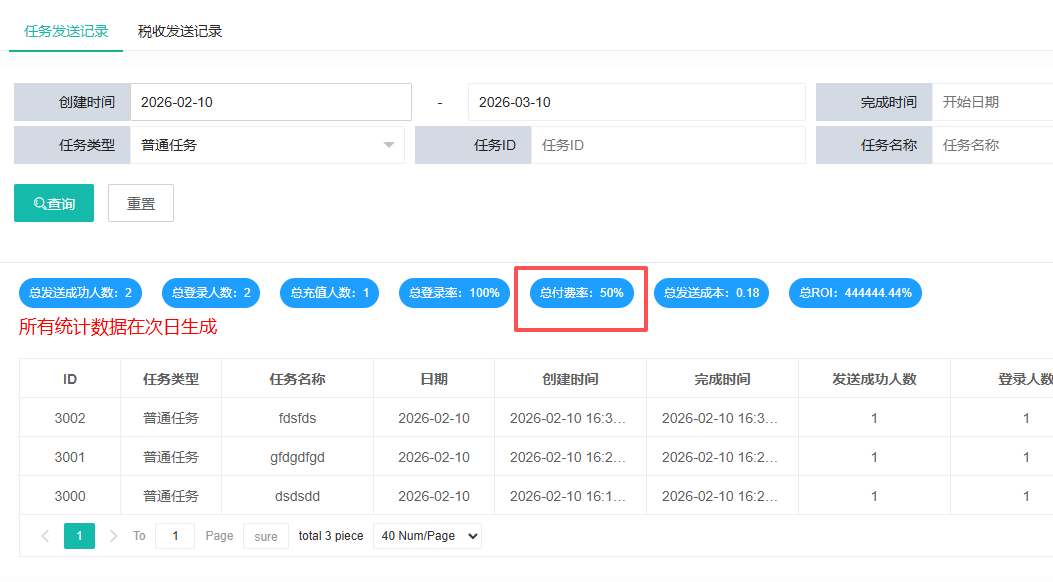 任务发送记录 税收发送记录
创建时间 2026-02-10 - 2026-03-10 完成时间 开始日期
任务类型 普通任务 任务ID 任务ID 任务名称 任务名称
查询 重置
总发送成功人数：2 总登录人数：2 总充值人数：1 总登录率：100% 总付费率：50% 总发送成本：0.18 总ROI：444444.44%
所有统计数据在次日生成
ID 任务类型 任务名称 日期 创建时间 完成时间 发送成功人数 登录人数
3002 普通任务 fdsfds 2026-02-10 2026-02-10 16:3... 2026-02-10 16:3... 1 1
3001 普通任务 gfdgdfgd 2026-02-10 2026-02-10 16:2... 2026-02-10 16:2... 1 1
3000 普通任务 dsdsdd 2026-02-10 2026-02-10 16:1... 2026-02-10 16:2... 1 1
1 To 1 Page sure total 3 piece 40 Num/Page